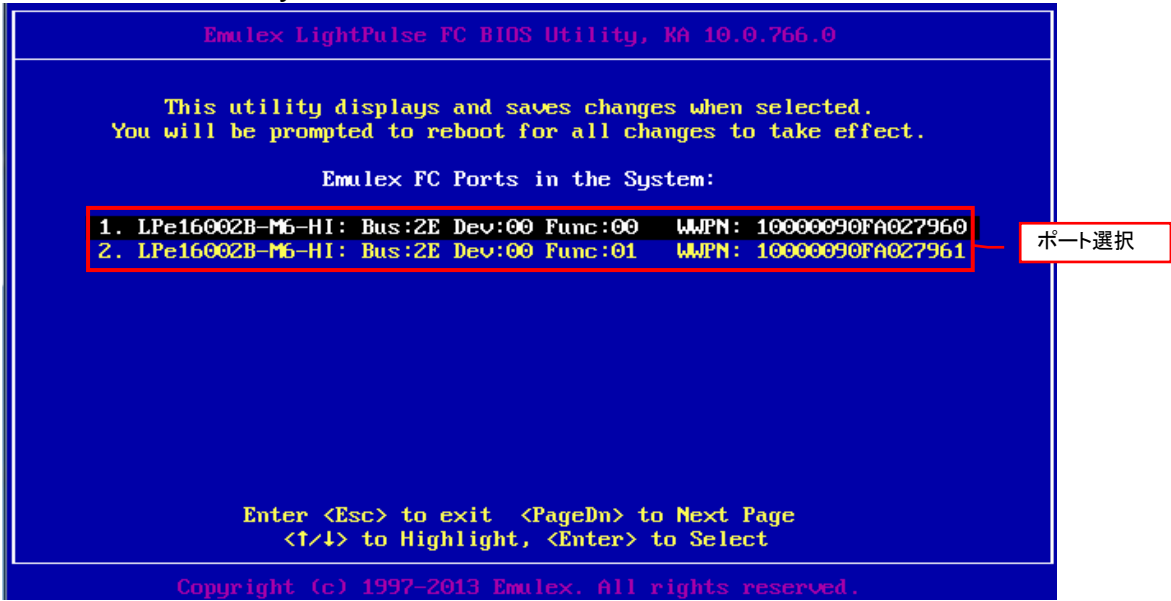 Emulex LightPulse FC BIOS Utility, KA 10.0.766.0
This utility displays and saves changes when selected.
You will be prompted to reboot for all changes to take effect.
Emulex FC Ports in the System:
1. LPe16002B-M6-HI: Bus:2E Dev:00 Func:00 WWPN: 10000090FA027960
2. LPe16002B-M6-HI: Bus:2E Dev:00 Func:01 WWPN: 10000090FA027961
ポート選択
Enter <Esc> to exit <PageDn> to Next Page
<↑/↓> to Highlight, <Enter> to Select
Copyright (c) 1997-2013 Emulex. All rights reserved.